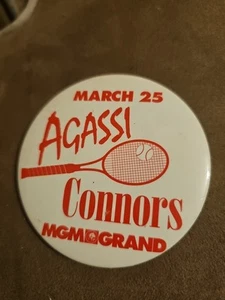 MARCH 25
AGASSI
Connors
MGM GRAND